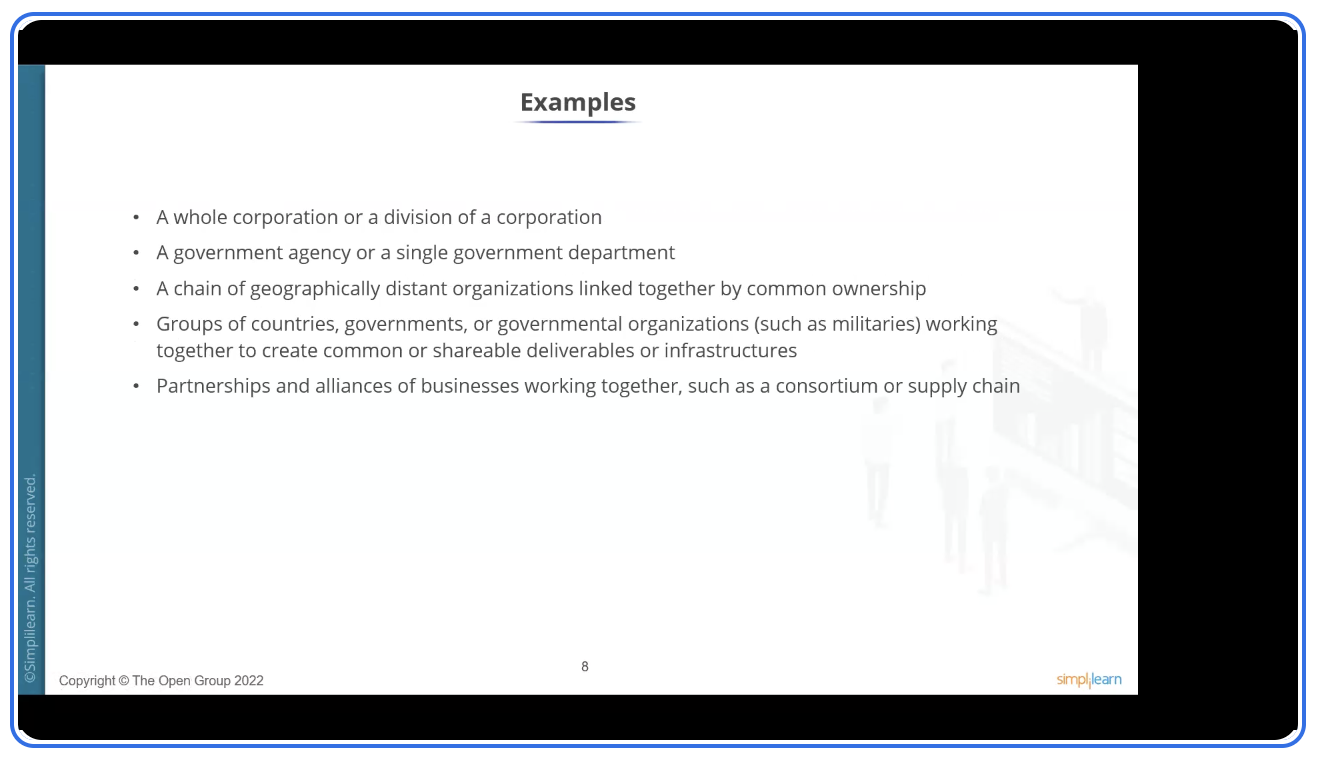 Examples
• A whole corporation or a division of a corporation
• A government agency or a single government department
• A chain of geographically distant organizations linked together by common ownership
• Groups of countries, governments, or governmental organizations (such as militaries) working
together to create common or shareable deliverables or infrastructures
• Partnerships and alliances of businesses working together, such as a consortium or supply chain
©Simplilearn. All rights reserved.
8
Copyright © The Open Group 2022
simplilearn